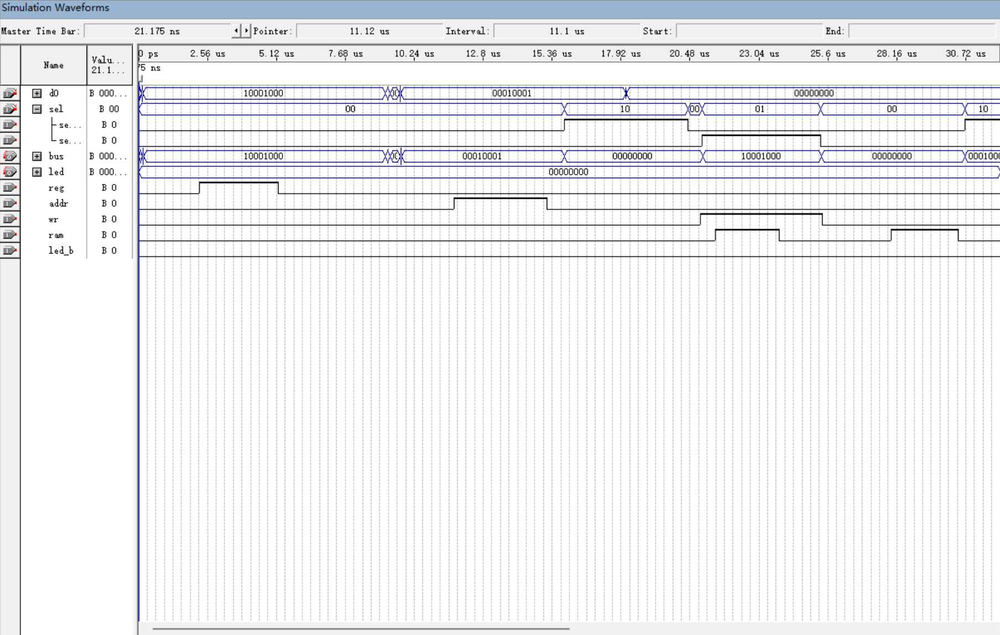 Simulation Waveforms
Master Time Bar: 21.175 ns Pointer: 11.12 us Interval: 11.1 us Start: End:
Name Valu... 21.1...
0 ps 2.56 us 5.12 us 7.68 us 10.24 us 12.8 us 15.36 us 17.92 us 20.48 us 23.04 us 25.6 us 28.16 us 30.72 us
75 ns
d0 B 000... 10001000 00010001 00000000
sel B 00 00 10 00 01 00 10
se... B 0
se... B 0
bus B 000... 10001000 00010001 00000000 10001000 00000000 0001000
led B 000... 00000000
reg B 0
addr B 0
wr B 0
ram B 0
led_b B 0